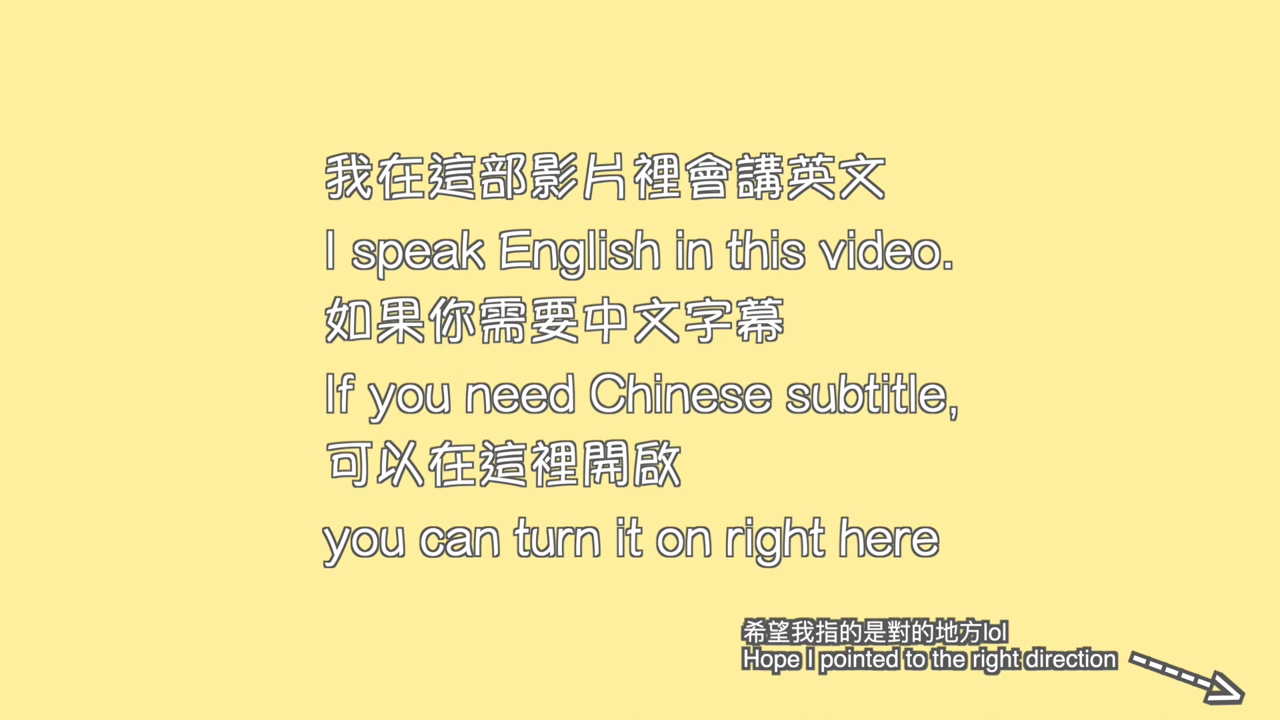 我在這部影片裡會講英文
I speak English in this video.
如果你需要中文字幕
If you need Chinese subtitle,
可以在這裡開啟
you can turn it on right here
希望我指的是對的地方lol
Hope I pointed to the right direction